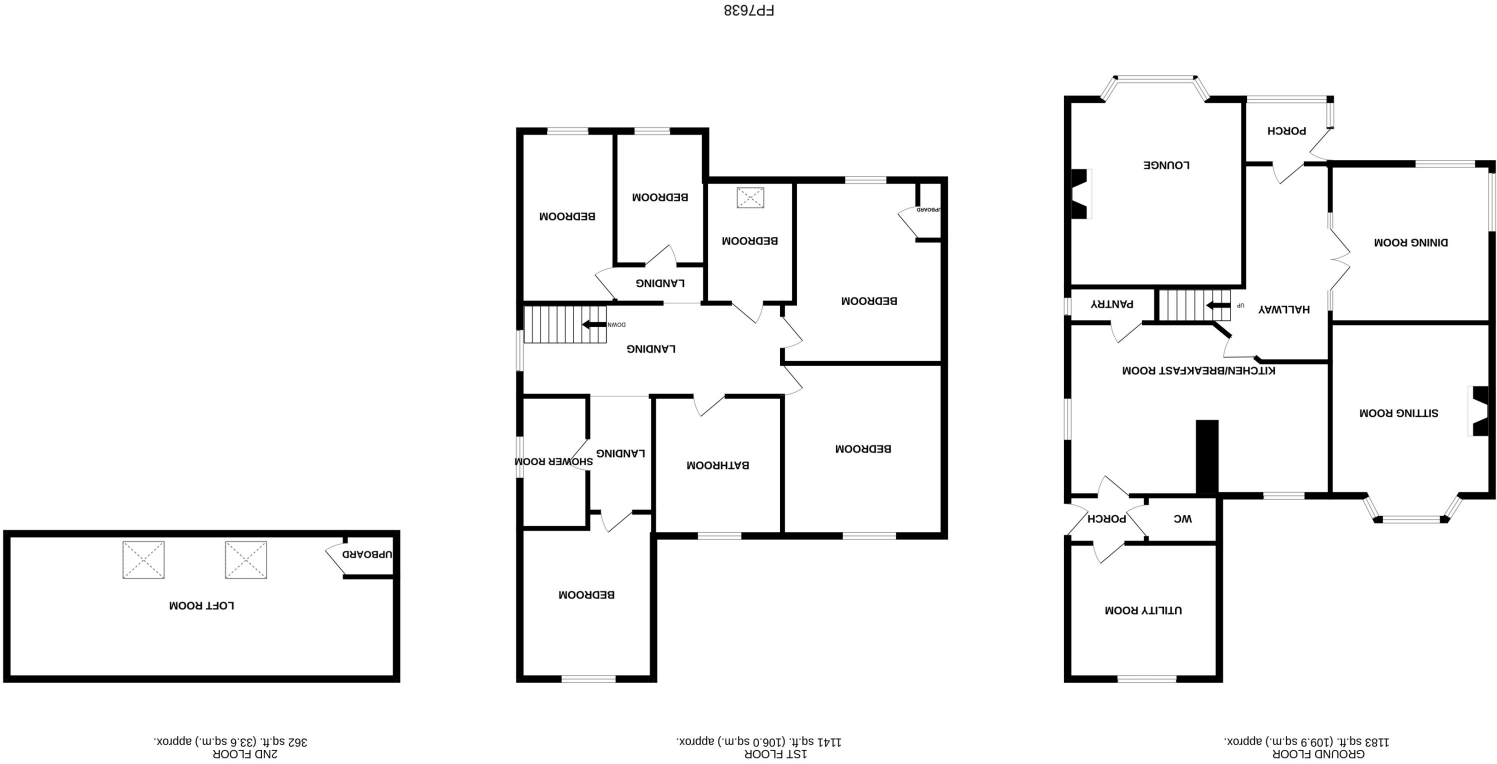 GROUND FLOOR
1183 sq.ft. (109.9 sq.m.) approx.
1ST FLOOR
1141 sq.ft. (106.0 sq.m.) approx.
2ND FLOOR
362 sq.ft. (33.6 sq.m.) approx.
UTILITY ROOM
WC
PORCH
SITTING ROOM
KITCHEN/BREAKFAST ROOM
HALLWAY
UP
PANTRY
DINING ROOM
LOUNGE
PORCH
BEDROOM
BATHROOM
LANDING
SHOWER ROOM
BEDROOM
LANDING
DOWN
BEDROOM
LANDING
BEDROOM
UPBOARD
BEDROOM
BEDROOM
LOFT ROOM
UPBOARD
FP7638